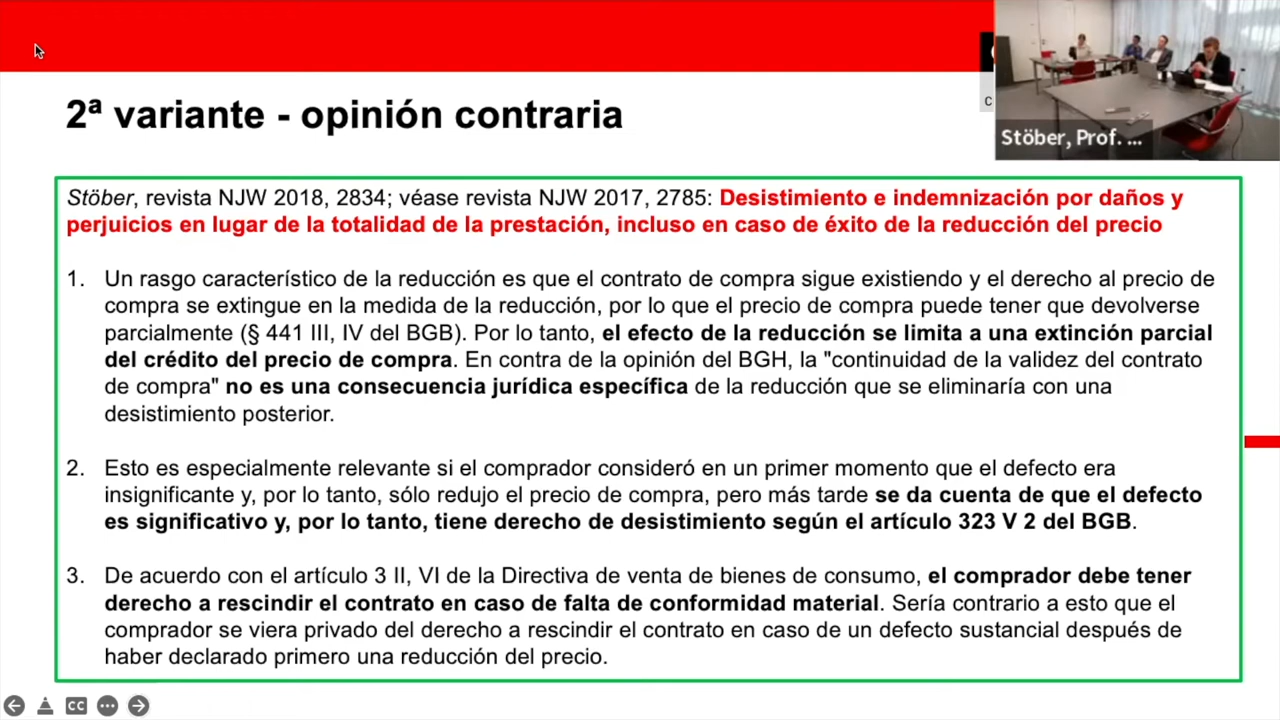 2ª variante - opinión contraria
C
Stöber, Prof. ...
Stöber, revista NJW 2018, 2834; véase revista NJW 2017, 2785: Desistimiento e indemnización por daños y
perjuicios en lugar de la totalidad de la prestación, incluso en caso de éxito de la reducción del precio
1. Un rasgo característico de la reducción es que el contrato de compra sigue existiendo y el derecho al precio de
compra se extingue en la medida de la reducción, por lo que el precio de compra puede tener que devolverse
parcialmente (§ 441 III, IV del BGB). Por lo tanto, el efecto de la reducción se limita a una extinción parcial
del crédito del precio de compra. En contra de la opinión del BGH, la "continuidad de la validez del contrato
de compra" no es una consecuencia jurídica específica de la reducción que se eliminaría con una
desistimiento posterior.
2. Esto es especialmente relevante si el comprador consideró en un primer momento que el defecto era
insignificante y, por lo tanto, sólo redujo el precio de compra, pero más tarde se da cuenta de que el defecto
es significativo y, por lo tanto, tiene derecho de desistimiento según el artículo 323 V 2 del BGB.
3. De acuerdo con el artículo 3 II, VI de la Directiva de venta de bienes de consumo, el comprador debe tener
derecho a rescindir el contrato en caso de falta de conformidad material. Sería contrario a esto que el
comprador se viera privado del derecho a rescindir el contrato en caso de un defecto sustancial después de
haber declarado primero una reducción del precio.
CC